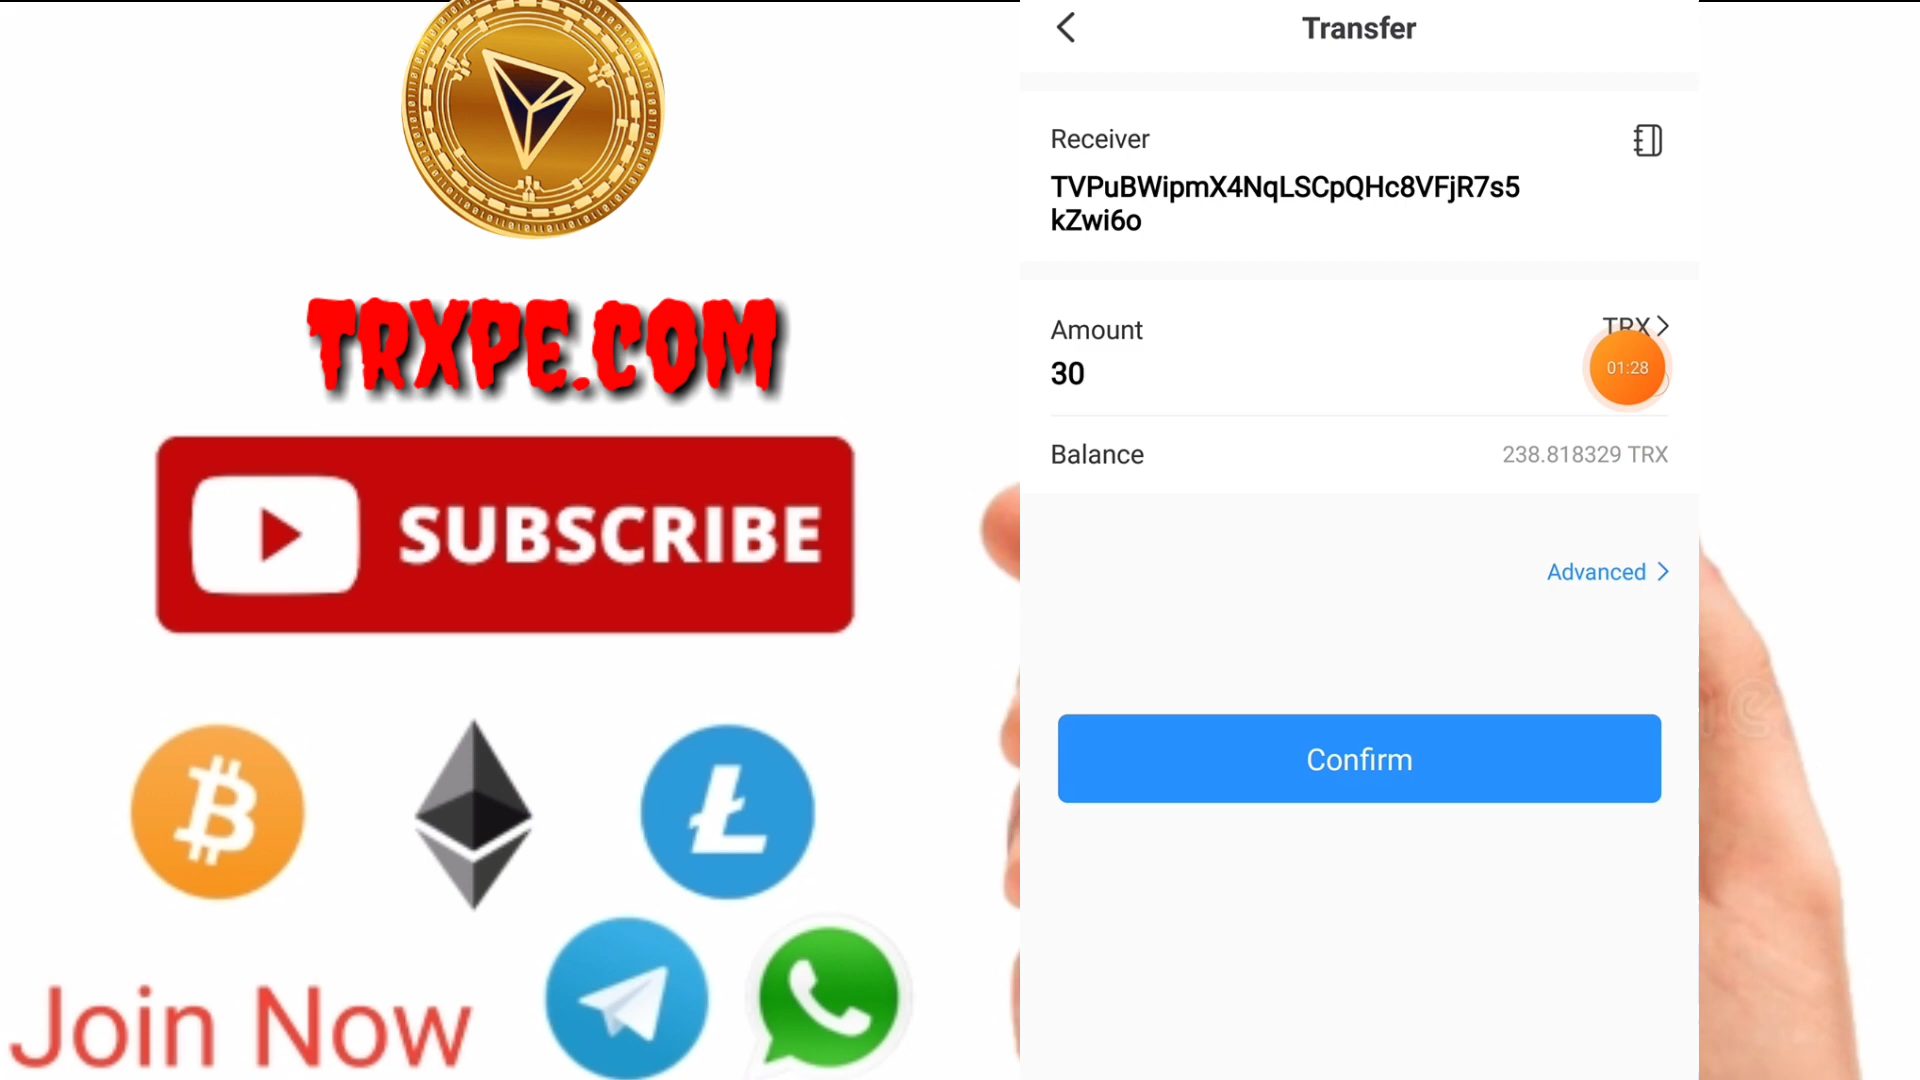 TRXPE.COM
SUBSCRIBE
Join Now
Transfer
Receiver
TVPuBWipmX4NqLSCpQHc8VFjR7s5
kZwi6o
Amount
TRX
30
01:28
Balance
238.818329 TRX
Advanced
Confirm